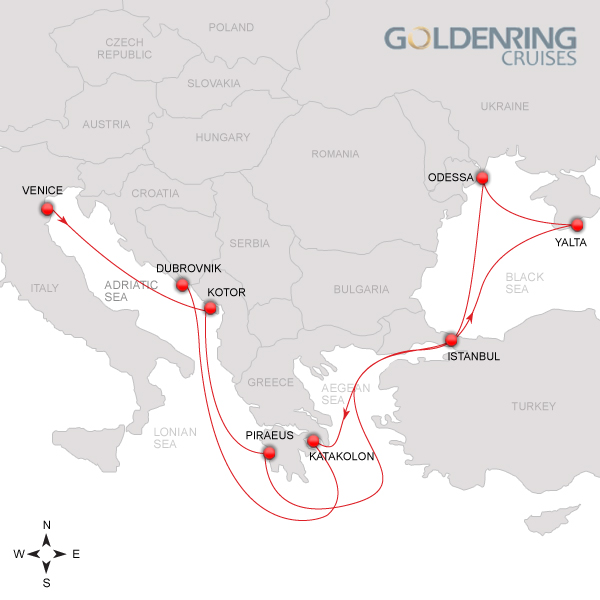 POLAND
GOLDENRING
CRUISES
CZECH
REPUBLIC
SLOVAKIA
UKRAINE
AUSTRIA
HUNGARY
ROMANIA
ODESSA
VENICE
CROATIA
YALTA
SERBIA
DUBROVNIK
BLACK
SEA
ITALY
ADRIATIC
SEA
KOTOR
BULGARIA
ISTANBUL
GREECE
AEGEAN
SEA
TURKEY
LONIAN
SEA
PIRAEUS
KATAKOLON
N
W
E
S